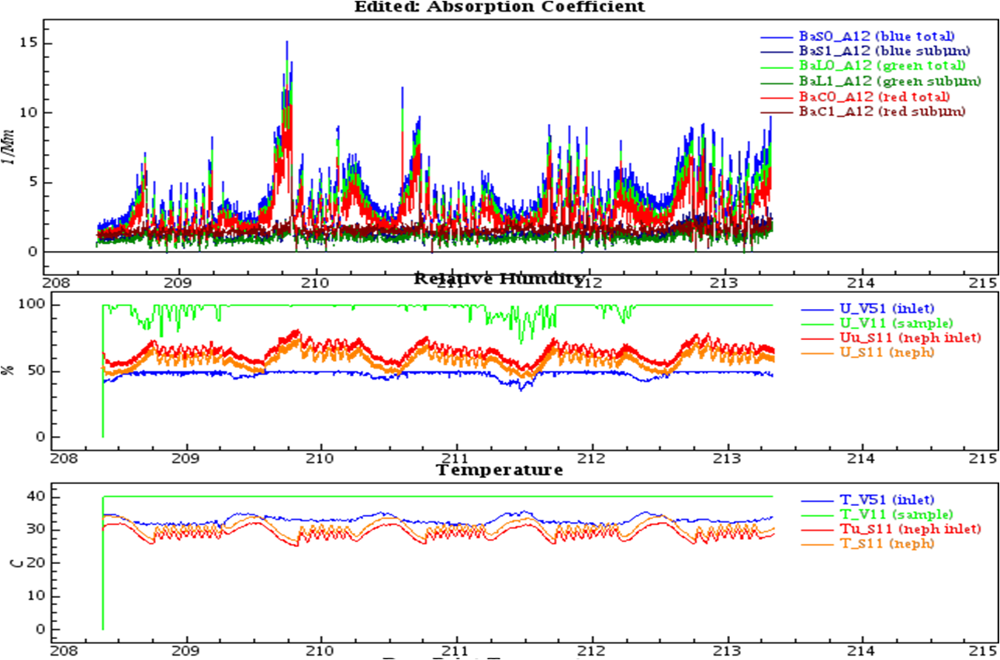 Edited: Absorption Coefficient
15
10
5
0
1/Mm
BaS0_A12 (blue total)
BaS1_A12 (blue subµm)
BaL0_A12 (green total)
BaL1_A12 (green subµm)
BaC0_A12 (red total)
BaC1_A12 (red subµm)
208 209 210 211 212 213 214 215
Relative Humdity
100
50
0
%
U_V51 (inlet)
U_V11 (sample)
Uu_S11 (neph inlet)
U_S11 (neph)
208 209 210 211 212 213 214 215
Temperature
40
30
20
10
0
C
T_V51 (inlet)
T_V11 (sample)
Tu_S11 (neph inlet)
T_S11 (neph)
208 209 210 211 212 213 214 215